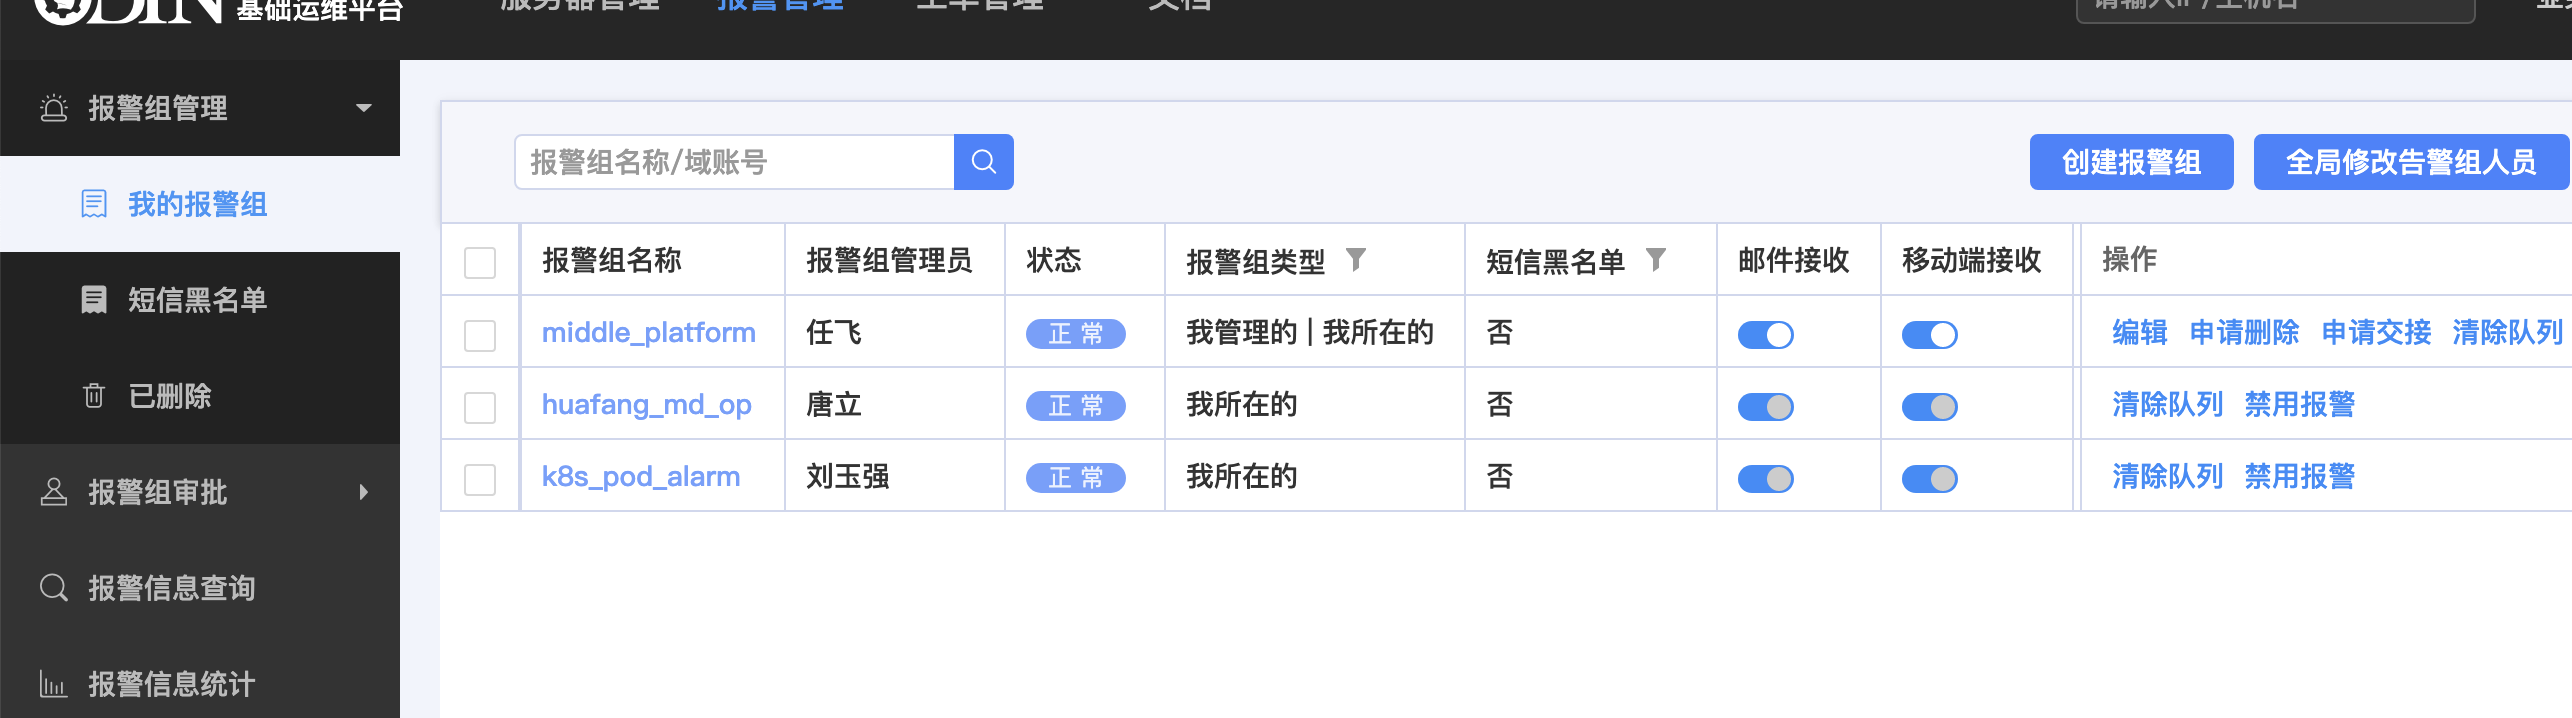 ODIN 基础运维平台 服务器管理 报警管理 工单管理 文档 请输入IP/主机名
报警组管理
我的报警组
短信黑名单
已删除
报警组审批
报警信息查询
报警信息统计
报警组名称/域账号 创建报警组 全局修改告警组人员
报警组名称 报警组管理员 状态 报警组类型 短信黑名单 邮件接收 移动端接收 操作
middle_platform 任飞 正常 我管理的 | 我所在的 否 编辑 申请删除 申请交接 清除队列
huafang_md_op 唐立 正常 我所在的 否 清除队列 禁用报警
k8s_pod_alarm 刘玉强 正常 我所在的 否 清除队列 禁用报警